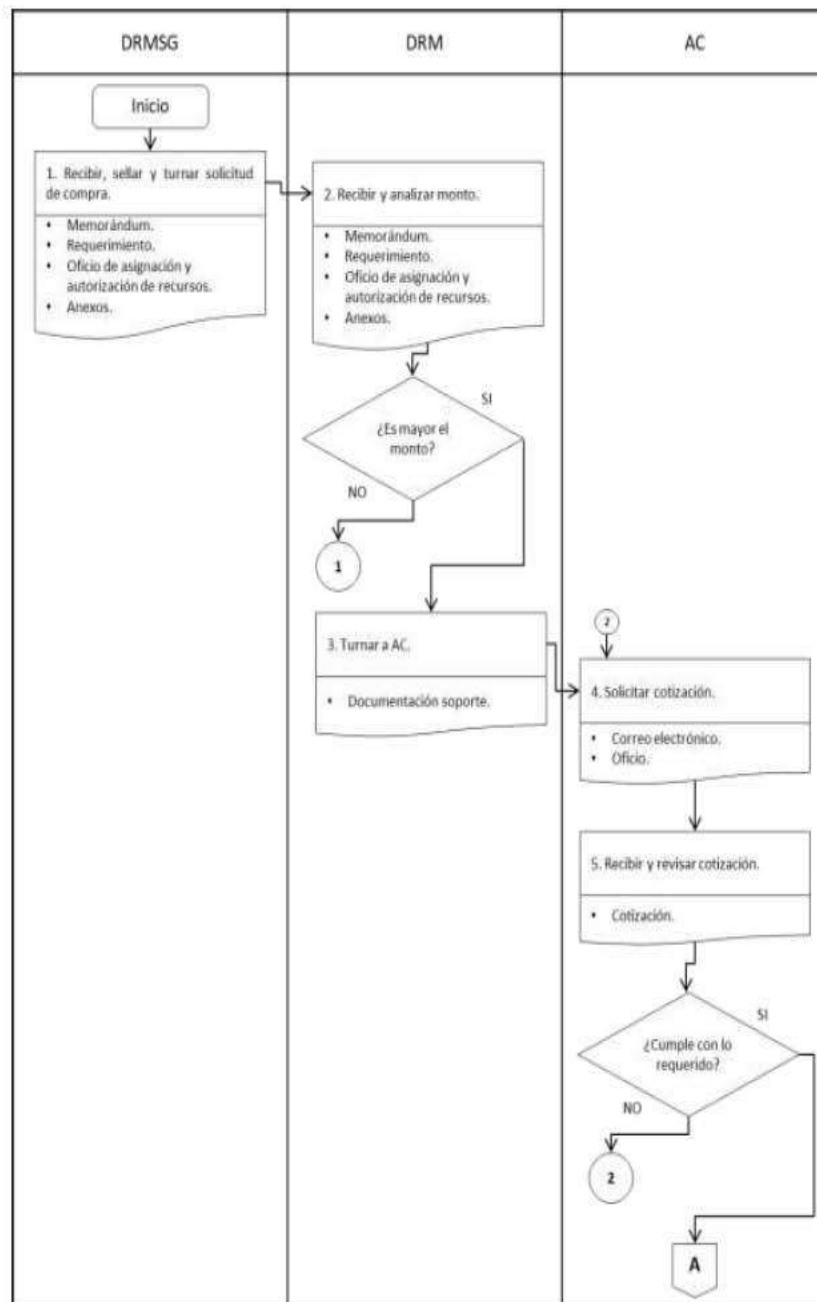 DRMSG
DRM
AC
Inicio
1. Recibir, sellar y turnar solicitud
de compra.
• Memorándum.
• Requerimiento.
• Oficio de asignación y
autorización de recursos.
• Anexos.
2. Recibir y analizar monto.
• Memorándum.
• Requerimiento.
• Oficio de asignación y
autorización de recursos.
• Anexos.
SI
¿Es mayor el
monto?
NO
1
3. Turnar a AC.
• Documentación soporte.
2
4. Solicitar cotización.
• Correo electrónico.
• Oficio.
5. Recibir y revisar cotización.
• Cotización.
SI
¿Cumple con lo
requerido?
NO
2
A